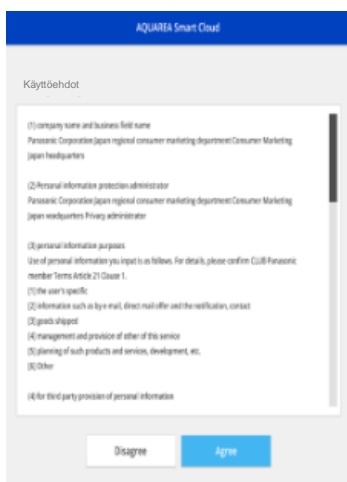 AQUAREA Smart Cloud
Käyttöehdot
(1) company name and business field name
Panasonic Corporation Japan regional consumer marketing department Consumer Marketing
Japan headquarters
(2) Personal information protection administrator
Panasonic Corporation Japan regional consumer marketing department Consumer Marketing
Japan headquarters Privacy administrator
(3) personal information purposes
Use of personal information you input is as follows. For details, please confirm CLUB Panasonic
member Terms Article 21 Clause 1.
(1) the user's specific
(2) information such as by e-mail, direct mail offer and the notification, contact
(3) goods shipped
(4) management and provision of other of this service
(5) planning of such products and services, development, etc.
(6) Other
(4) for third party provision of personal information
Disagree
Agree